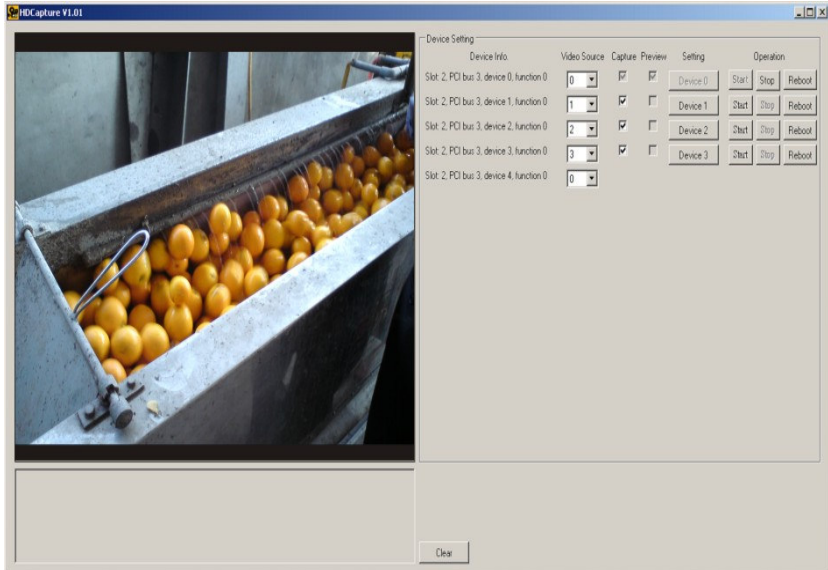 HDCapture V1.01
Device Setting
Device Info. Video Source Capture Preview Setting Operation
Slot: 2, PCI bus 3, device 0, function 0 0 Device 0 Start Stop Reboot
Slot: 2, PCI bus 3, device 1, function 0 1 Device 1 Start Stop Reboot
Slot: 2, PCI bus 3, device 2, function 0 2 Device 2 Start Stop Reboot
Slot: 2, PCI bus 3, device 3, function 0 3 Device 3 Start Stop Reboot
Slot: 2, PCI bus 3, device 4, function 0 0
Clear